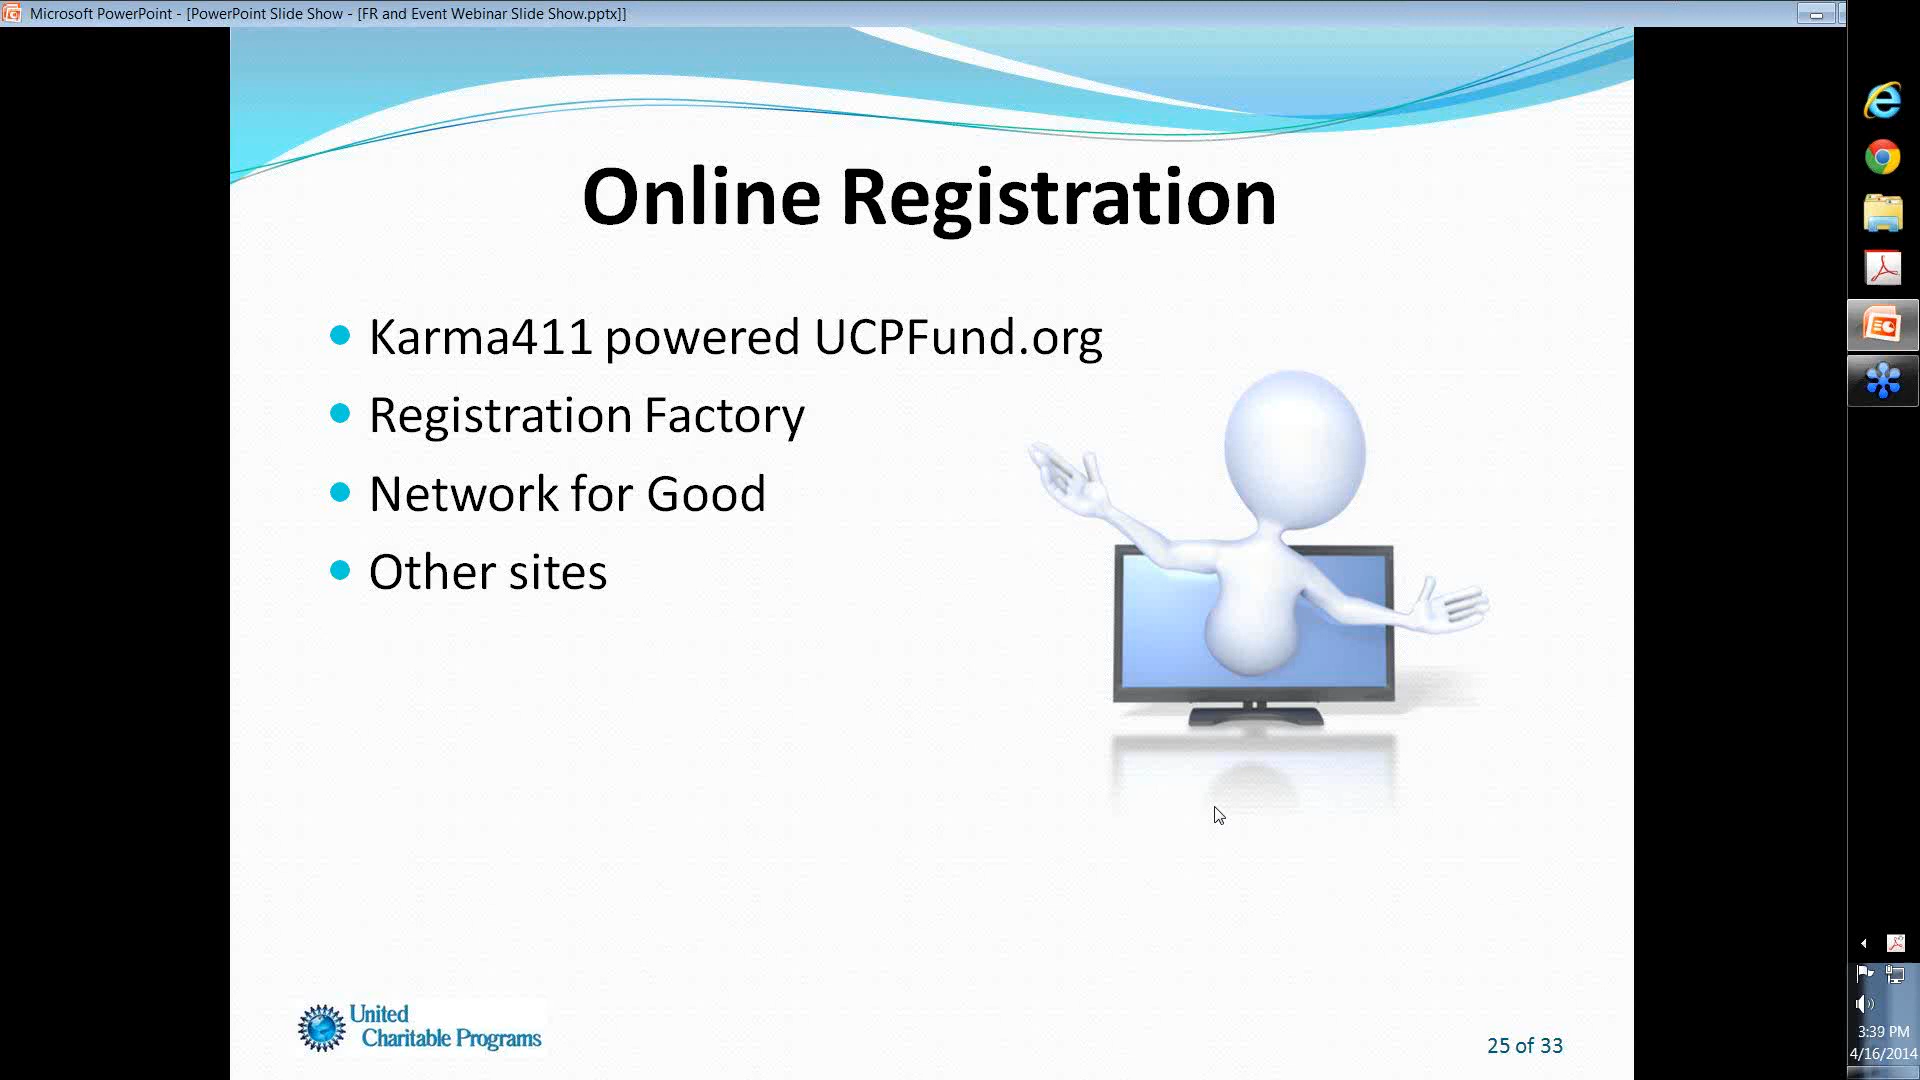 Microsoft PowerPoint - [PowerPoint Slide Show - [FR and Event Webinar Slide Show.pptx]]
Online Registration
Karma411 powered UCPFund.org
Registration Factory
Network for Good
Other sites
United
Charitable Programs
25 of 33
3:39 PM
4/16/2014